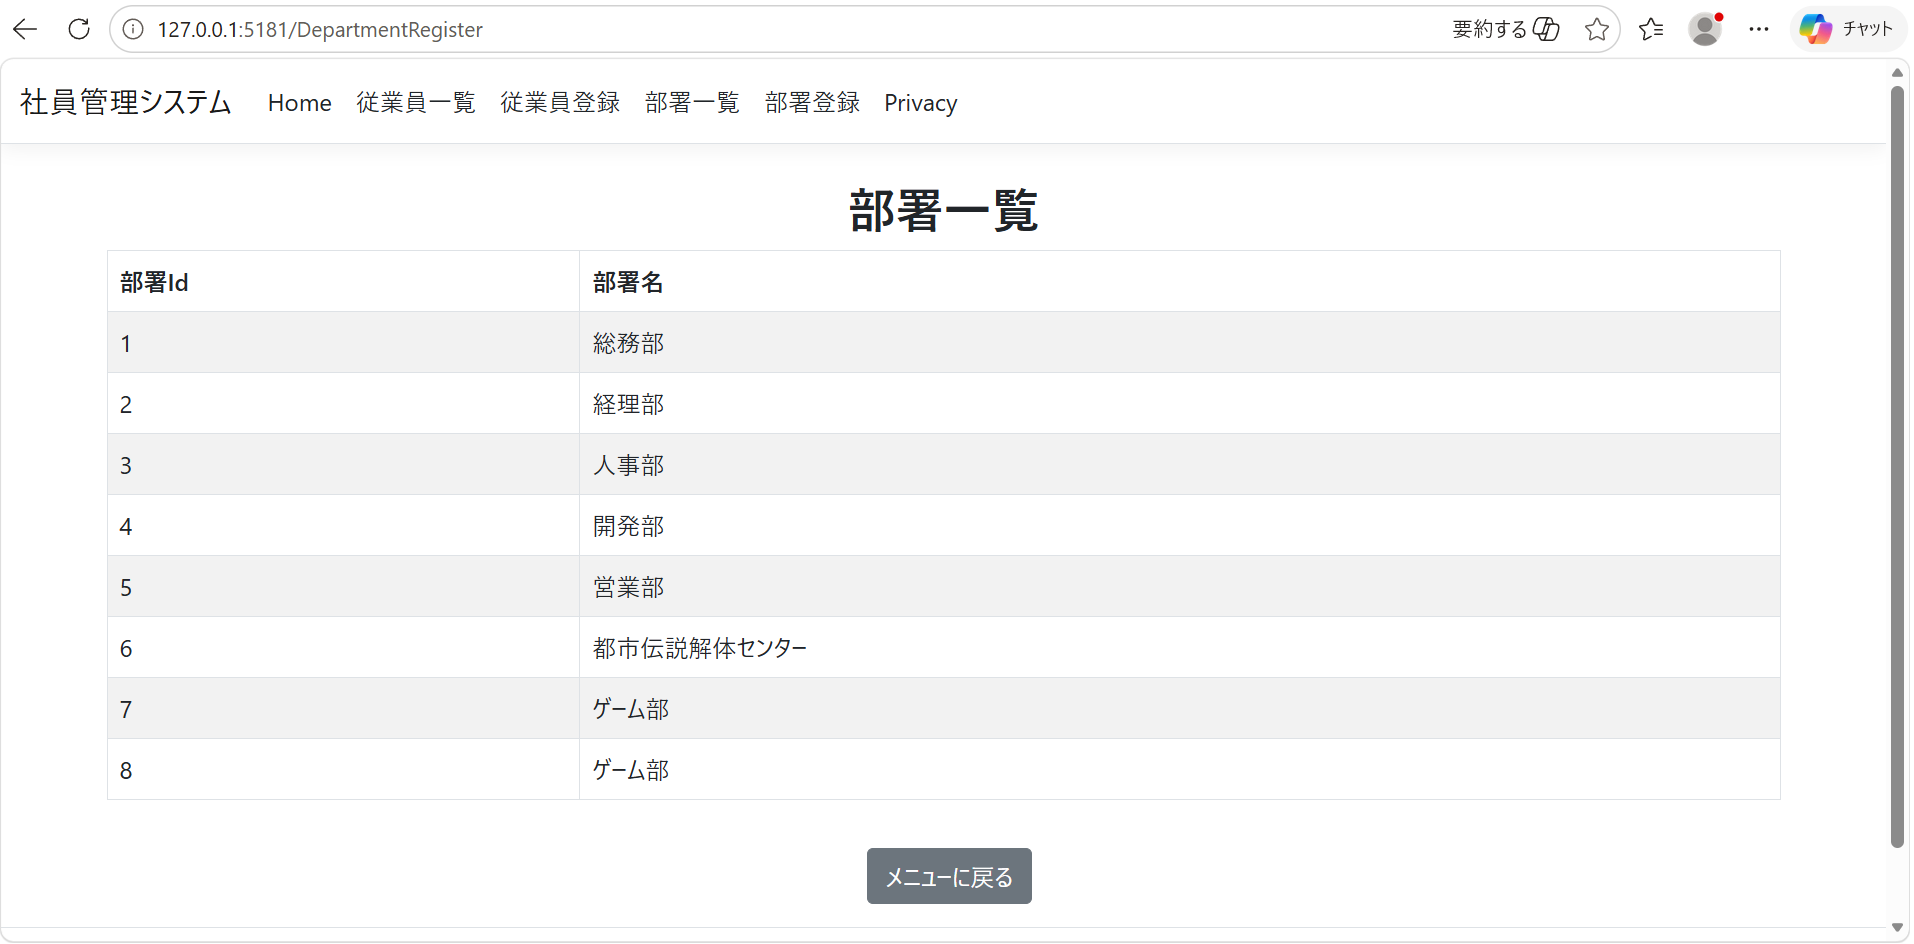 127.0.0.1:5181/DepartmentRegister 要約する チャット
社員管理システム Home 従業員一覧 従業員登録 部署一覧 部署登録 Privacy
部署一覧
部署Id 部署名
1 総務部
2 経理部
3 人事部
4 開発部
5 営業部
6 都市伝説解体センター
7 ゲーム部
8 ゲーム部
メニューに戻る